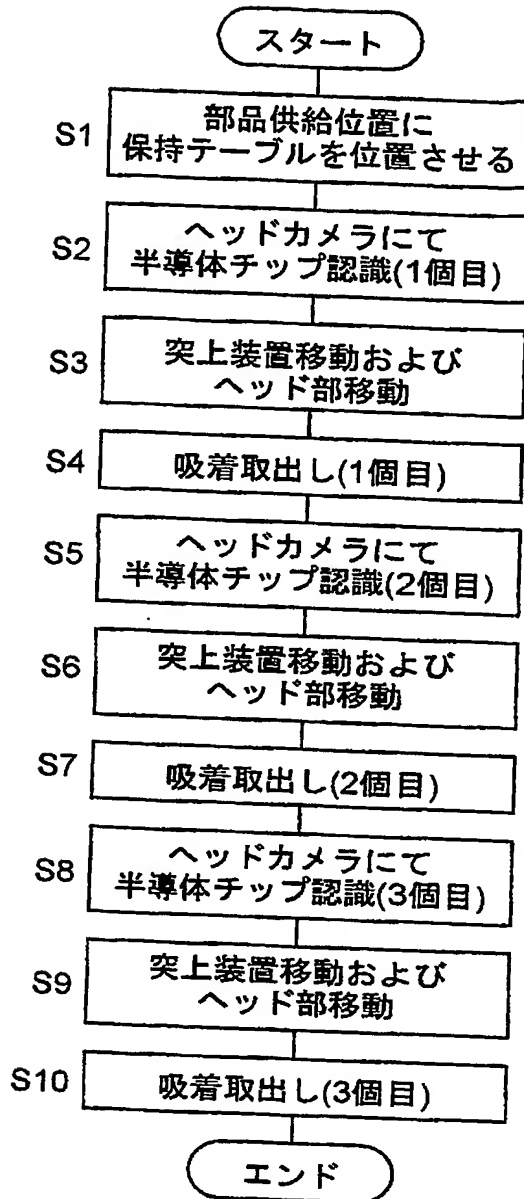 スタート
S1
部品供給位置に
保持テーブルを位置させる
S2
ヘッドカメラにて
半導体チップ認識(1個目)
S3
突上装置移動および
ヘッド部移動
S4
吸着取出し(1個目)
S5
ヘッドカメラにて
半導体チップ認識(2個目)
S6
突上装置移動および
ヘッド部移動
S7
吸着取出し(2個目)
S8
ヘッドカメラにて
半導体チップ認識(3個目)
S9
突上装置移動および
ヘッド部移動
S10
吸着取出し(3個目)
エンド